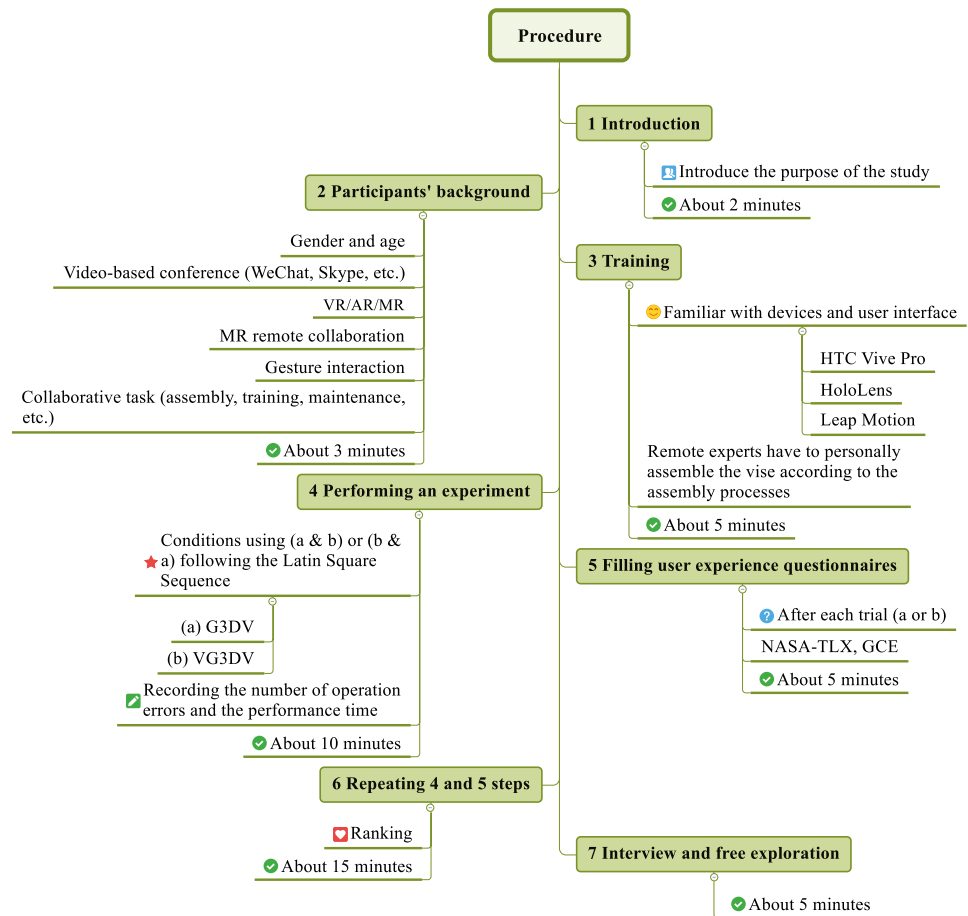 Procedure
1 Introduction
Introduce the purpose of the study
About 2 minutes
2 Participants' background
Gender and age
Video-based conference (WeChat, Skype, etc.)
VR/AR/MR
MR remote collaboration
Gesture interaction
Collaborative task (assembly, training, maintenance,
etc.)
About 3 minutes
3 Training
Familiar with devices and user interface
HTC Vive Pro
HoloLens
Leap Motion
Remote experts have to personally
assemble the vise according to the
assembly processes
About 5 minutes
4 Performing an experiment
Conditions using (a & b) or (b &
a) following the Latin Square
Sequence
(a) G3DV
(b) VG3DV
Recording the number of operation
errors and the performance time
About 10 minutes
5 Filling user experience questionnaires
After each trial (a or b)
NASA-TLX, GCE
About 5 minutes
6 Repeating 4 and 5 steps
Ranking
About 15 minutes
7 Interview and free exploration
About 5 minutes